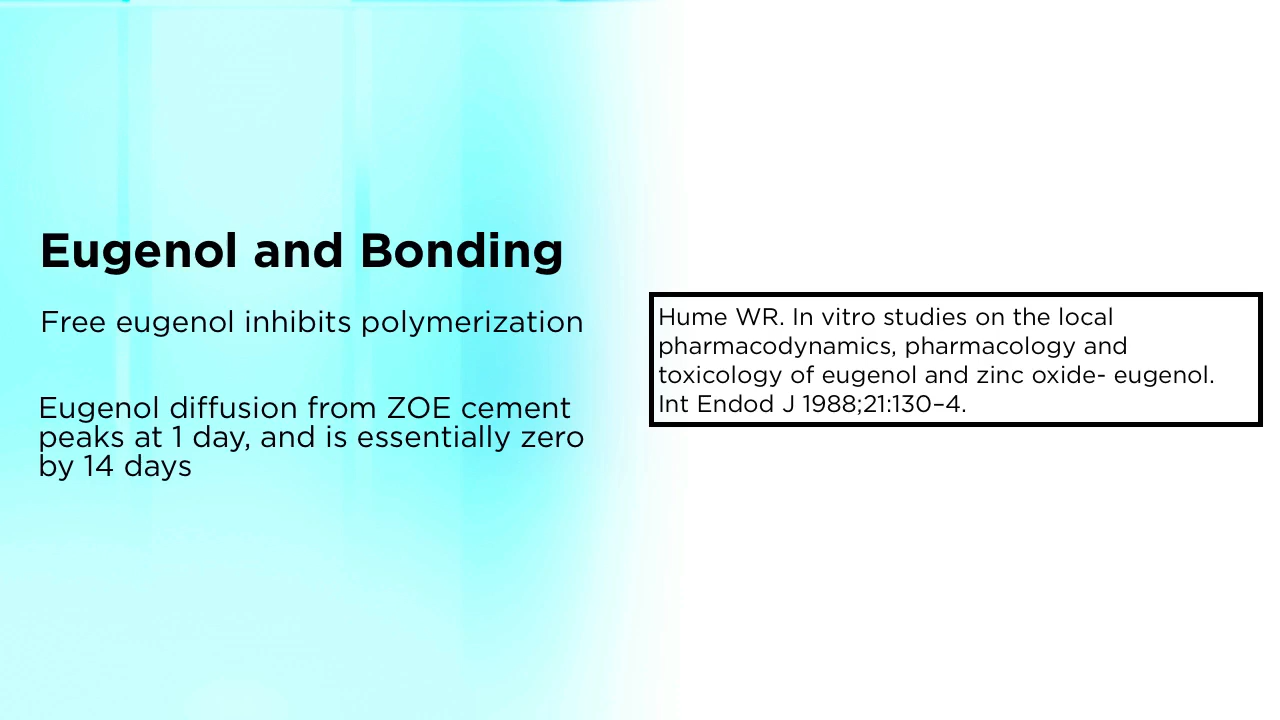 Eugenol and Bonding
Free eugenol inhibits polymerization
Eugenol diffusion from ZOE cement
peaks at 1 day, and is essentially zero
by 14 days
Hume WR. In vitro studies on the local
pharmacodynamics, pharmacology and
toxicology of eugenol and zinc oxide- eugenol.
Int Endod J 1988;21:130–4.